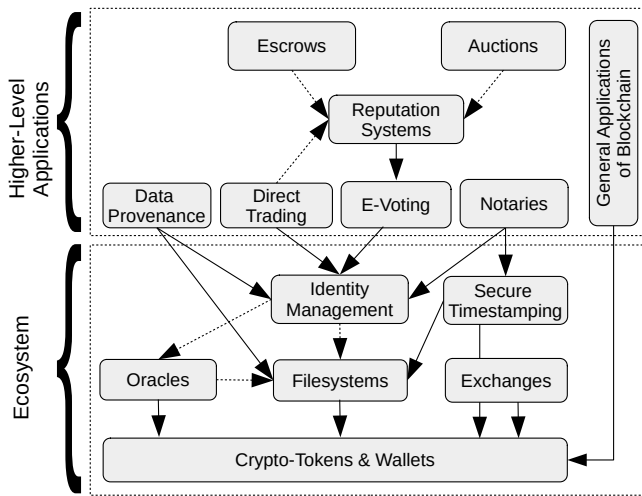 Higher-Level
Applications
Escrows
Auctions
Reputation
Systems
General Applications
of Blockchain
Data
Provenance
Direct
Trading
E-Voting
Notaries
Ecosystem
Identity
Management
Secure
Timestamping
Oracles
Filesystems
Exchanges
Crypto-Tokens & Wallets